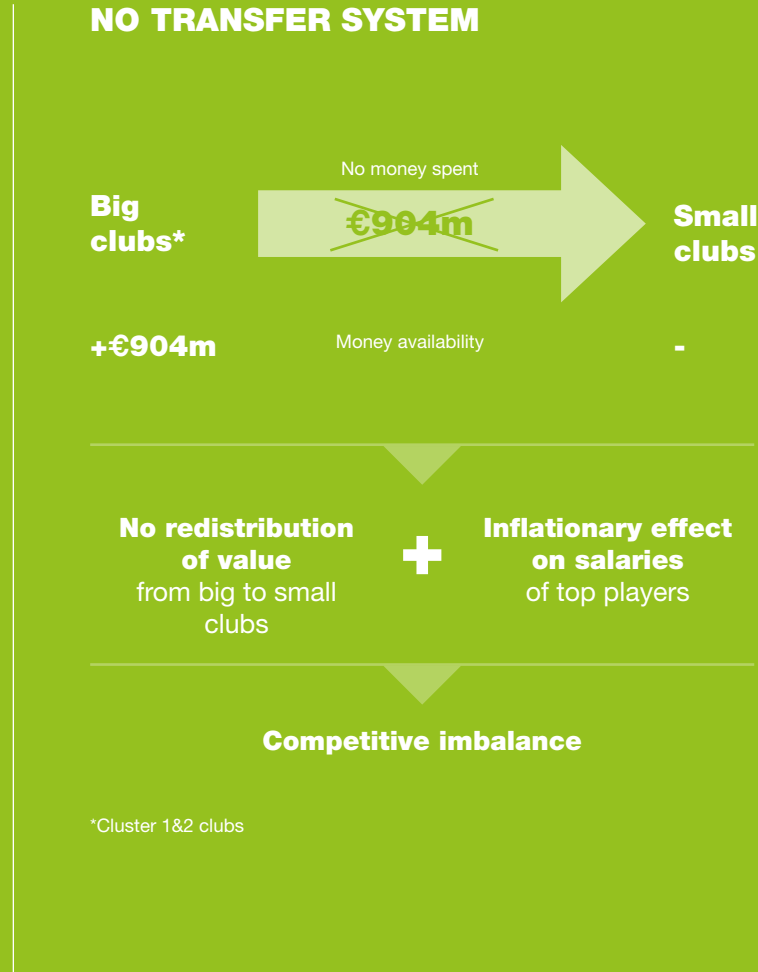 NO TRANSFER SYSTEM
No money spent
Big
clubs*
€904m
Small
clubs
+€904m
Money availability
-
No redistribution
of value
from big to small
clubs
+
Inflationary effect
on salaries
of top players
Competitive imbalance
*Cluster 1&2 clubs